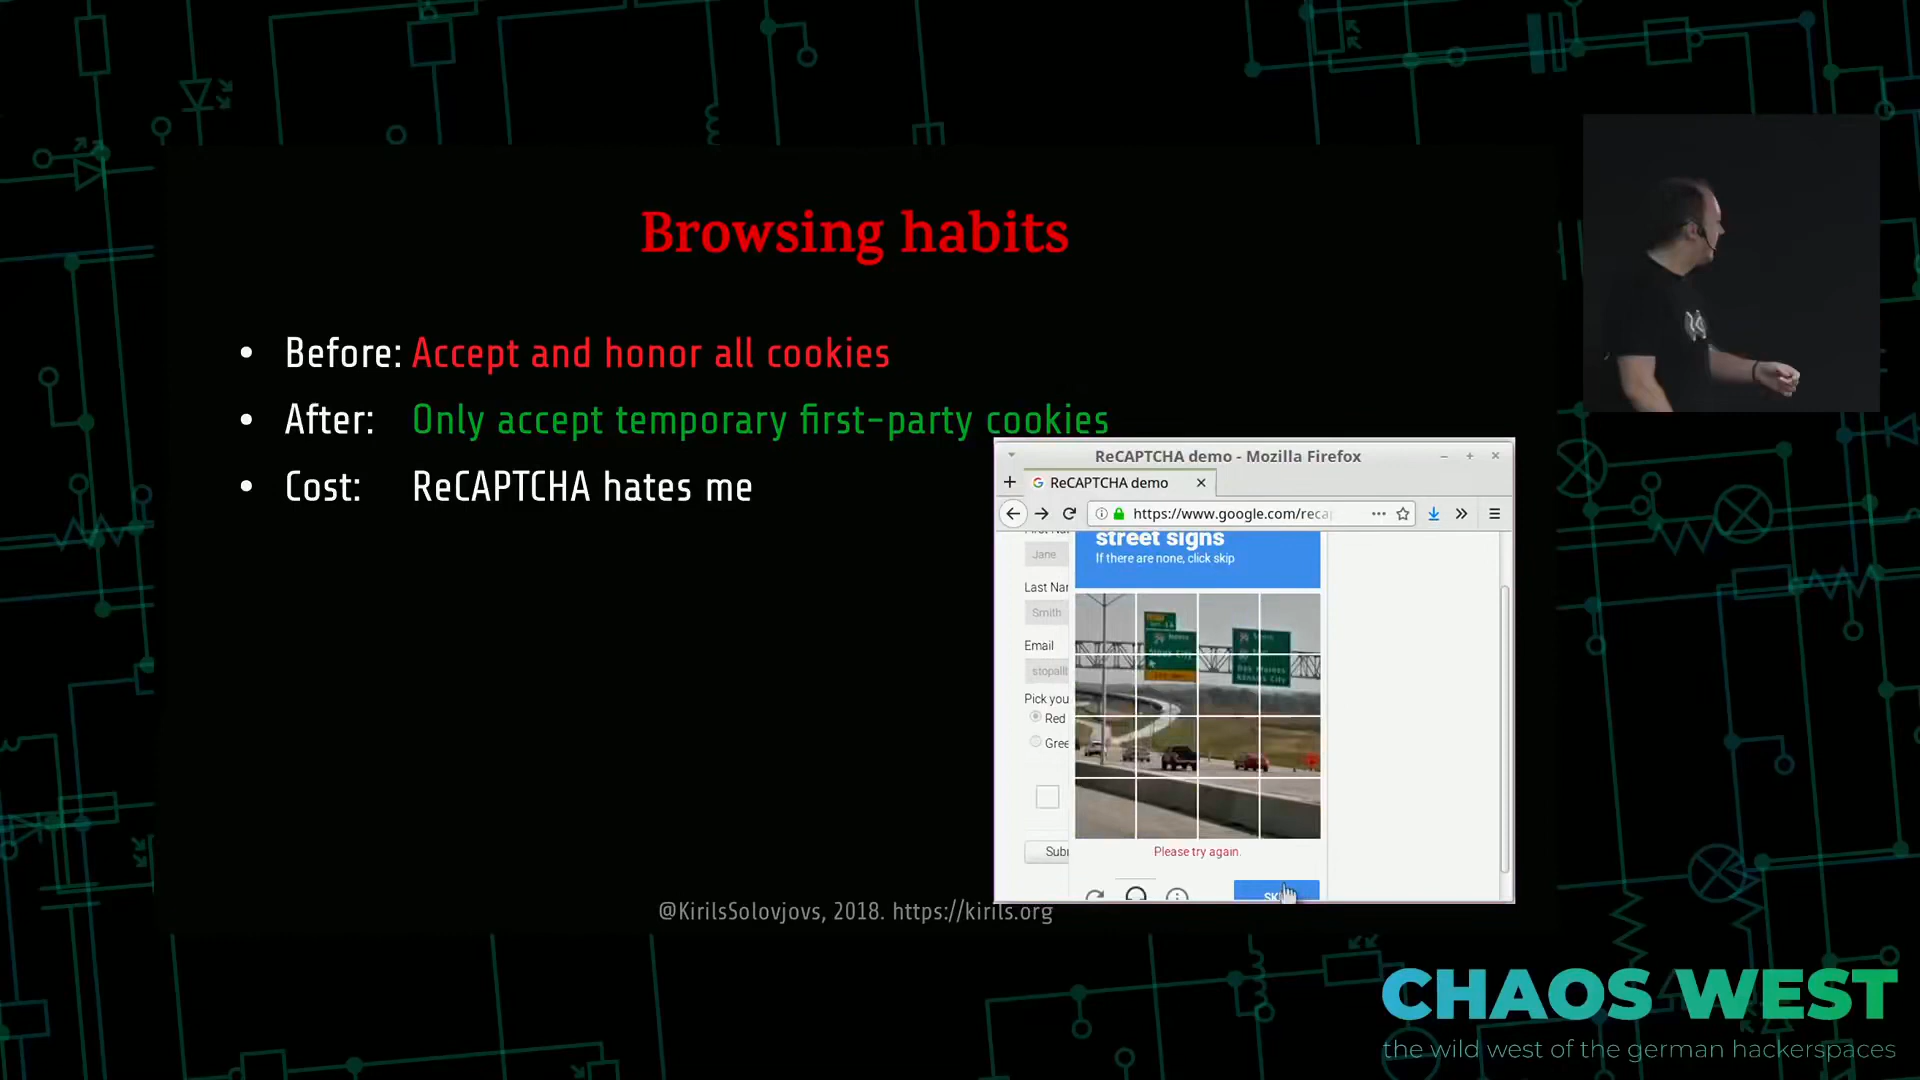 Browsing habits
• Before: Accept and honor all cookies
• After: Only accept temporary first-party cookies
• Cost: ReCAPTCHA hates me
ReCAPTCHA demo - Mozilla Firefox
ReCAPTCHA demo
https://www.google.com/reca
street signs
If there are none, click skip
Jane
Last Nar
Smith
Email
stopall
Pick you
Red
Gree
Please try again.
Subr
@KirilsSolovjovs, 2018. https://kirils.org
CHAOS WEST
the wild west of the german hackerspaces